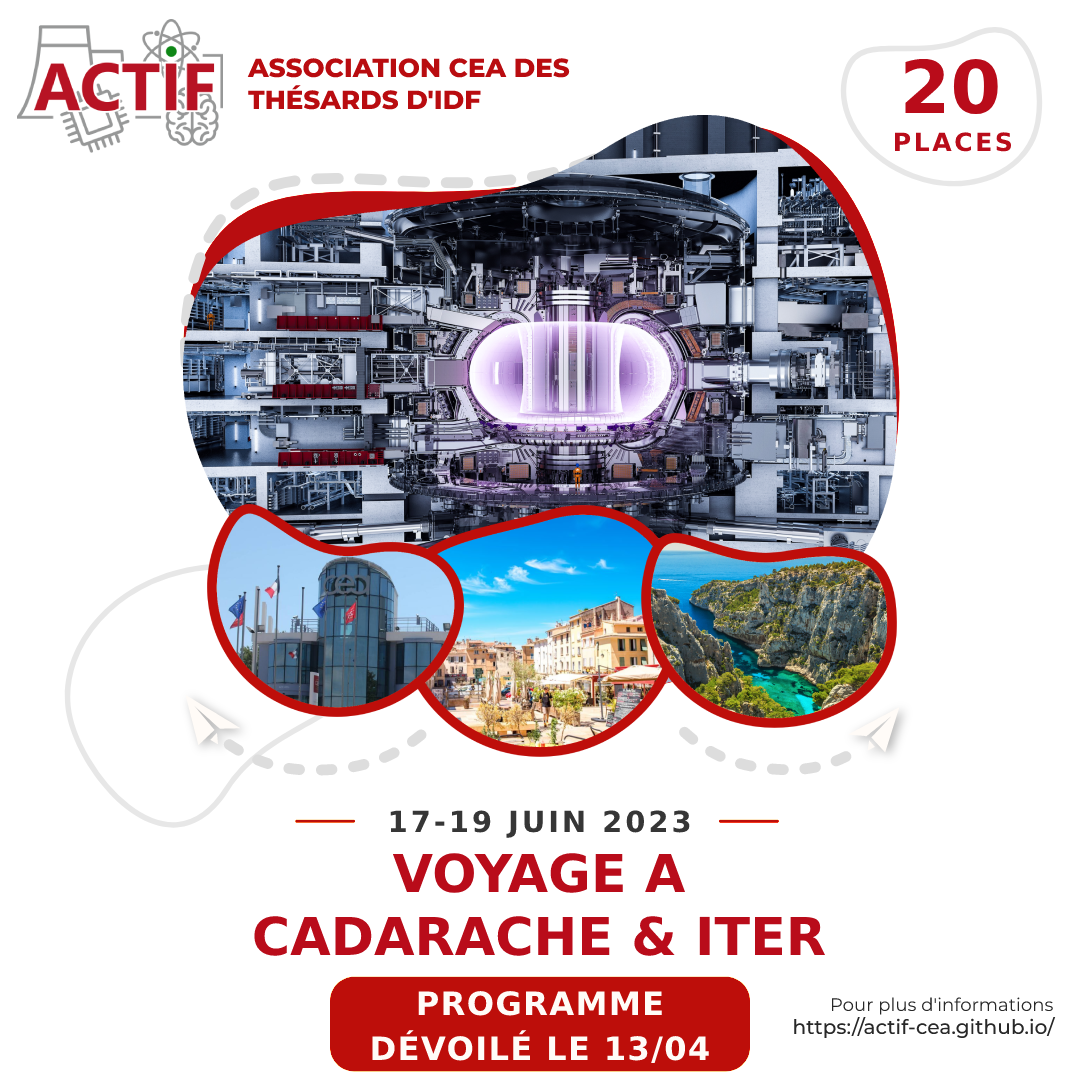 ACTIF
ASSOCIATION CEA DES
THÉSARDS D'IDF
20
PLACES
cea
17-19 JUIN 2023
VOYAGE A
CADARACHE & ITER
PROGRAMME
DÉVOILÉ LE 13/04
Pour plus d'informations
https://actif-cea.github.io/